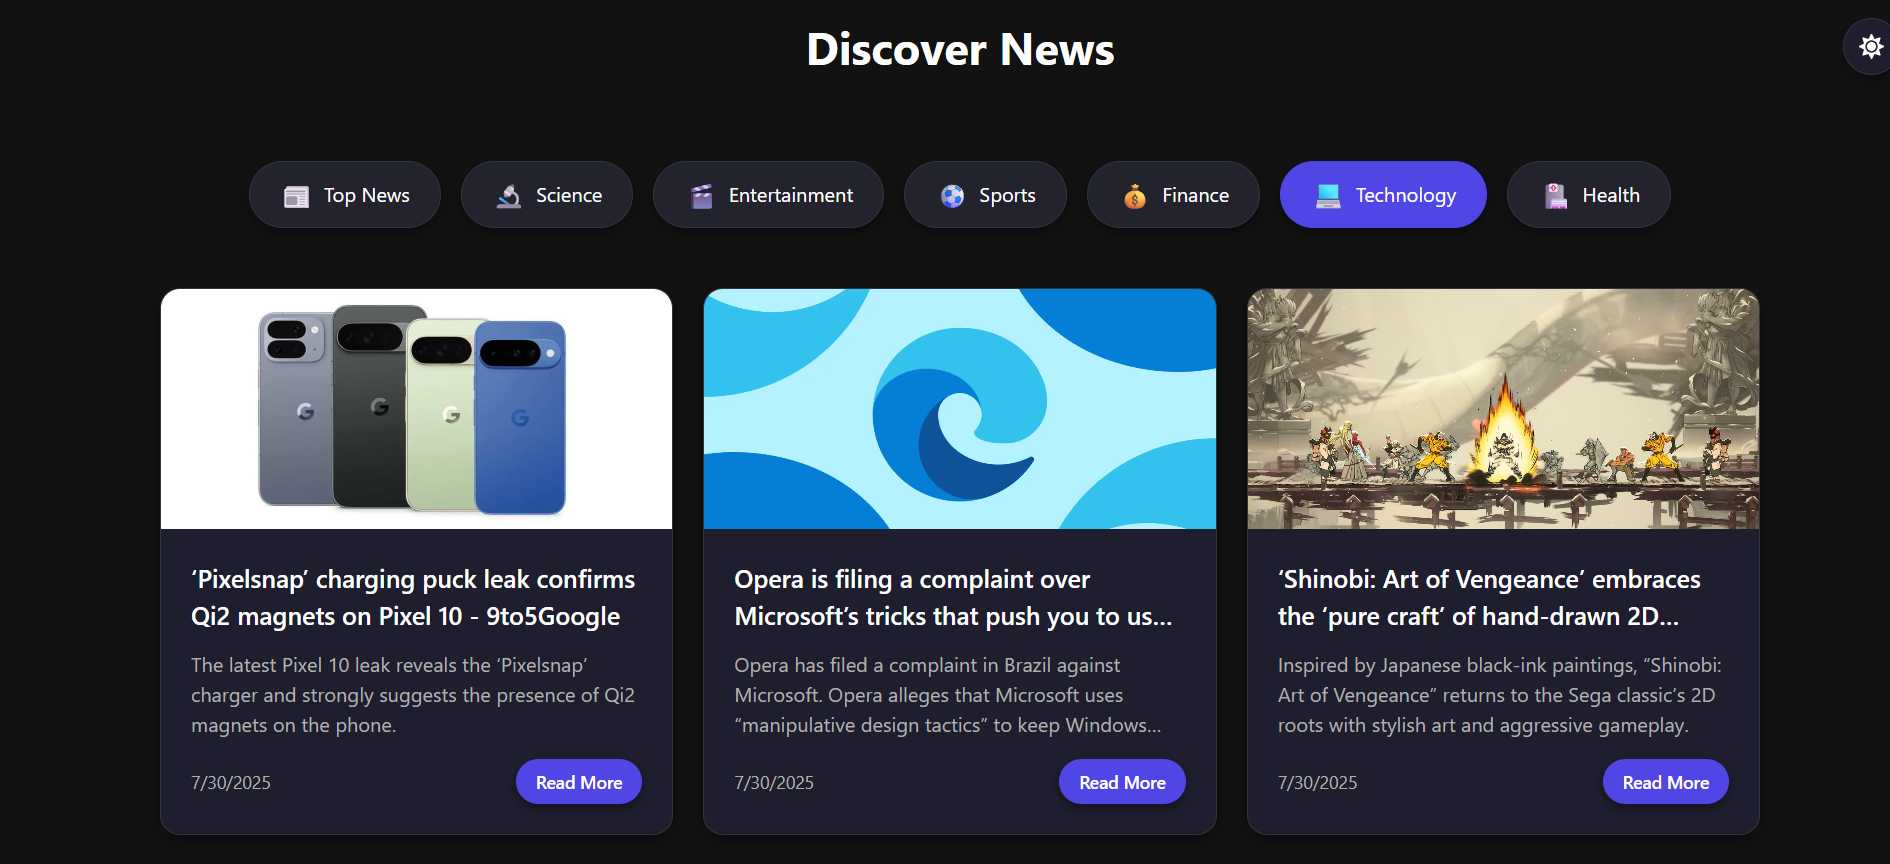 Discover News
Top News
Science
Entertainment
Sports
Finance
Technology
Health
‘Pixelsnap’ charging puck leak confirms
Qi2 magnets on Pixel 10 - 9to5Google
The latest Pixel 10 leak reveals the ‘Pixelsnap’
charger and strongly suggests the presence of Qi2
magnets on the phone.
7/30/2025
Read More
Opera is filing a complaint over
Microsoft’s tricks that push you to us...
Opera has filed a complaint in Brazil against
Microsoft. Opera alleges that Microsoft uses
“manipulative design tactics” to keep Windows...
7/30/2025
Read More
‘Shinobi: Art of Vengeance’ embraces
the ‘pure craft’ of hand-drawn 2D...
Inspired by Japanese black-ink paintings, “Shinobi:
Art of Vengeance” returns to the Sega classic’s 2D
roots with stylish art and aggressive gameplay.
7/30/2025
Read More